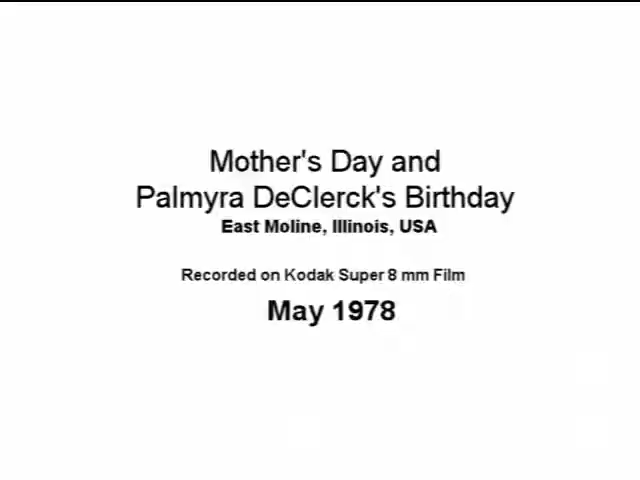 Mother's Day and
Palmyra DeClerck's Birthday
East Moline, Illinois, USA
Recorded on Kodak Super 8 mm Film
May 1978